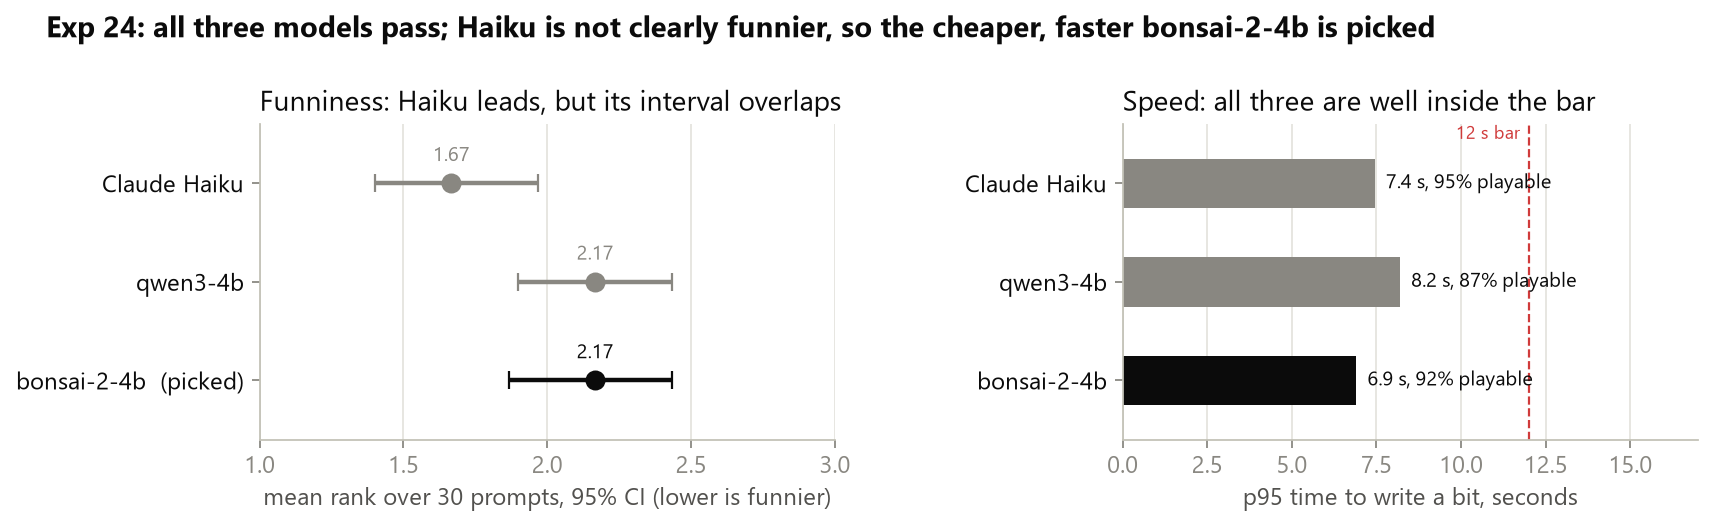 Exp 24: all three models pass; Haiku is not clearly funnier, so the cheaper, faster bonsai-2-4b is picked
Funniness: Haiku leads, but its interval overlaps
Claude Haiku
1.67
qwen3-4b
2.17
bonsai-2-4b (picked)
2.17
1.0 1.5 2.0 2.5 3.0
mean rank over 30 prompts, 95% CI (lower is funnier)
Speed: all three are well inside the bar
12 s bar
Claude Haiku
7.4 s, 95% playable
qwen3-4b
8.2 s, 87% playable
bonsai-2-4b
6.9 s, 92% playable
0.0 2.5 5.0 7.5 10.0 12.5 15.0
p95 time to write a bit, seconds